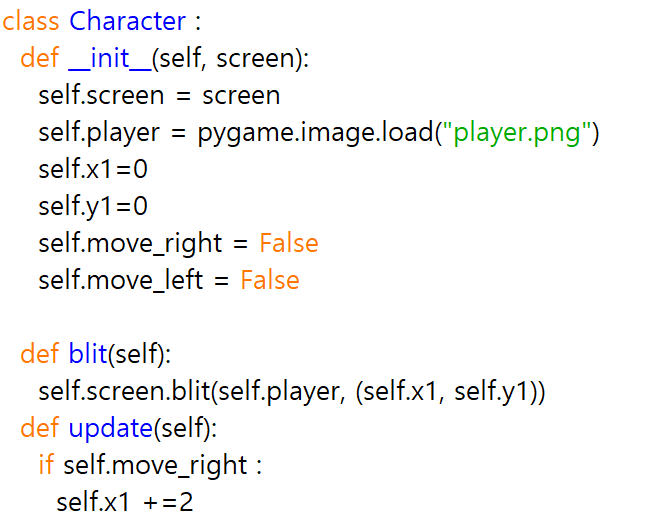 class Character :
  def __init__(self, screen):
    self.screen = screen
    self.player = pygame.image.load("player.png")
    self.x1=0
    self.y1=0
    self.move_right = False
    self.move_left = False

  def blit(self):
    self.screen.blit(self.player, (self.x1, self.y1))
  def update(self):
    if self.move_right :
      self.x1 +=2